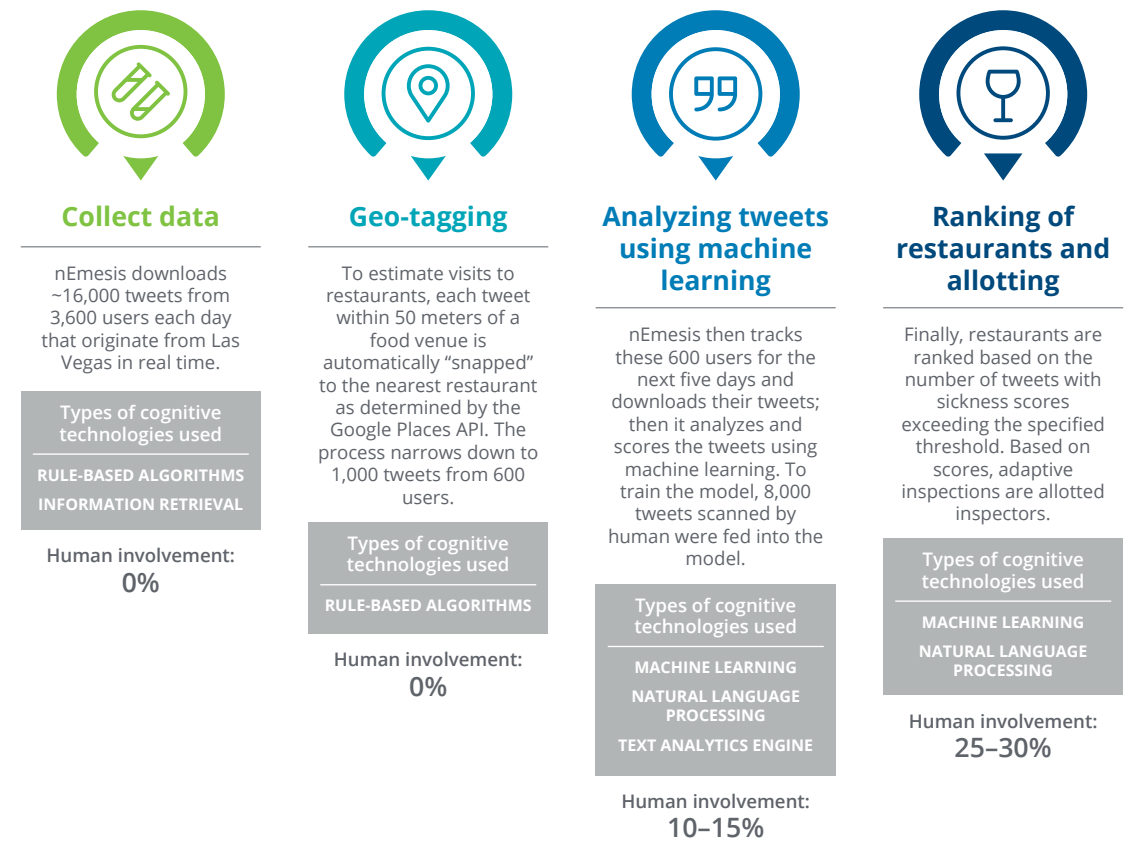 Collect data
nEmesis downloads
~16,000 tweets from
3,600 users each day
that originate from Las
Vegas in real time.
Types of cognitive
technologies used
RULE-BASED ALGORITHMS
INFORMATION RETRIEVAL
Human involvement:
0%
Geo-tagging
To estimate visits to
restaurants, each tweet
within 50 meters of a
food venue is
automatically “snapped”
to the nearest restaurant
as determined by the
Google Places API. The
process narrows down to
1,000 tweets from 600
users.
Types of cognitive
technologies used
RULE-BASED ALGORITHMS
Human involvement:
0%
Analyzing tweets
using machine
learning
nEmesis then tracks
these 600 users for the
next five days and
downloads their tweets;
then it analyzes and
scores the tweets using
machine learning. To
train the model, 8,000
tweets scanned by
human were fed into the
model.
Types of cognitive
technologies used
MACHINE LEARNING
NATURAL LANGUAGE
PROCESSING
TEXT ANALYTICS ENGINE
Human involvement:
10–15%
Ranking of
restaurants and
allotting
Finally, restaurants are
ranked based on the
number of tweets with
sickness scores
exceeding the specified
threshold. Based on
scores, adaptive
inspections are allotted
inspectors.
Types of cognitive
technologies used
MACHINE LEARNING
NATURAL LANGUAGE
PROCESSING
Human involvement:
25–30%